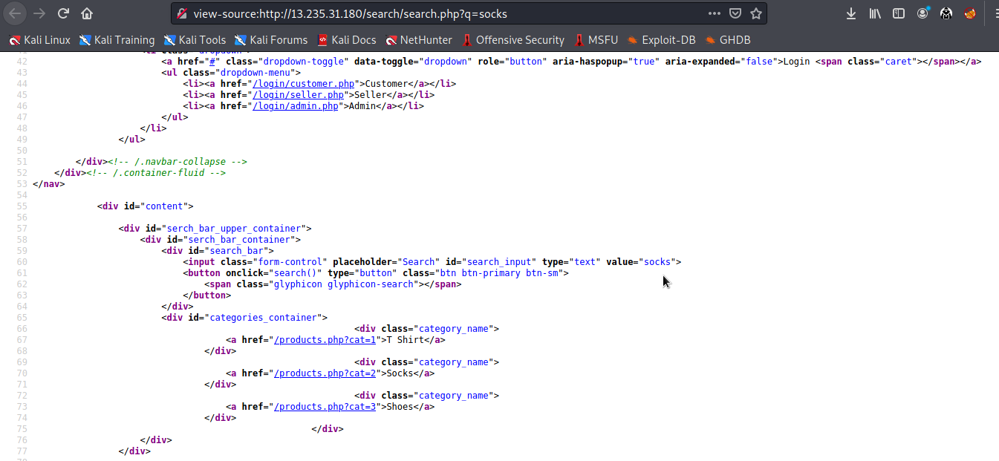 view-source:http://13.235.31.180/search/search.php?q=socks
Kali Linux Kali Training Kali Tools Kali Forums Kali Docs NetHunter Offensive Security MSFU Exploit-DB GHDB
42 <a href="#" class="dropdown-toggle" data-toggle="dropdown" role="button" aria-haspopup="true" aria-expanded="false">Login <span class="caret"></span></a>
43 <ul class="dropdown-menu">
44 <li><a href="/login/customer.php">Customer</a></li>
45 <li><a href="/login/seller.php">Seller</a></li>
46 <li><a href="/login/admin.php">Admin</a></li>
47 </ul>
48 </li>
49 </ul>
50
51 </div><!-- /.navbar-collapse -->
52 </div><!-- /.container-fluid -->
53 </nav>
54
55 <div id="content">
56
57 <div id="serch_bar_upper_container">
58 <div id="serch_bar_container">
59 <div id="search_bar">
60 <input class="form-control" placeholder="Search" id="search_input" type="text" value="socks">
61 <button onclick="search()" type="button" class="btn btn-primary btn-sm">
62 <span class="glyphicon glyphicon-search"></span>
63 </button>
64 </div>
65 <div id="categories_container">
66 <div class="category_name">
67 <a href="/products.php?cat=1">T Shirt</a>
68 </div>
69 <div class="category_name">
70 <a href="/products.php?cat=2">Socks</a>
71 </div>
72 <div class="category_name">
73 <a href="/products.php?cat=3">Shoes</a>
74 </div>
75 </div>
76 </div>
77 </div>